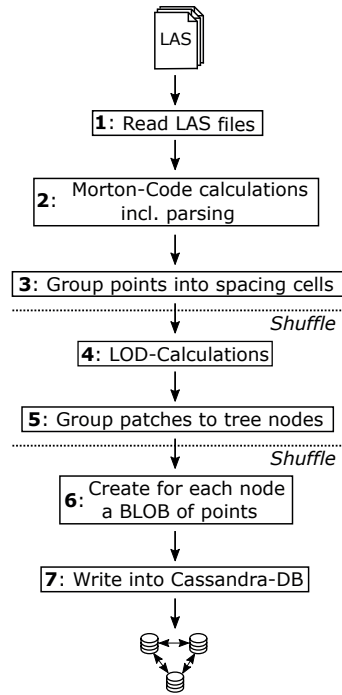 LAS
1: Read LAS files
2: Morton-Code calculations
incl. parsing
3: Group points into spacing cells
Shuffle
4: LOD-Calculations
5: Group patches to tree nodes
Shuffle
6: Create for each node
a BLOB of points
7: Write into Cassandra-DB